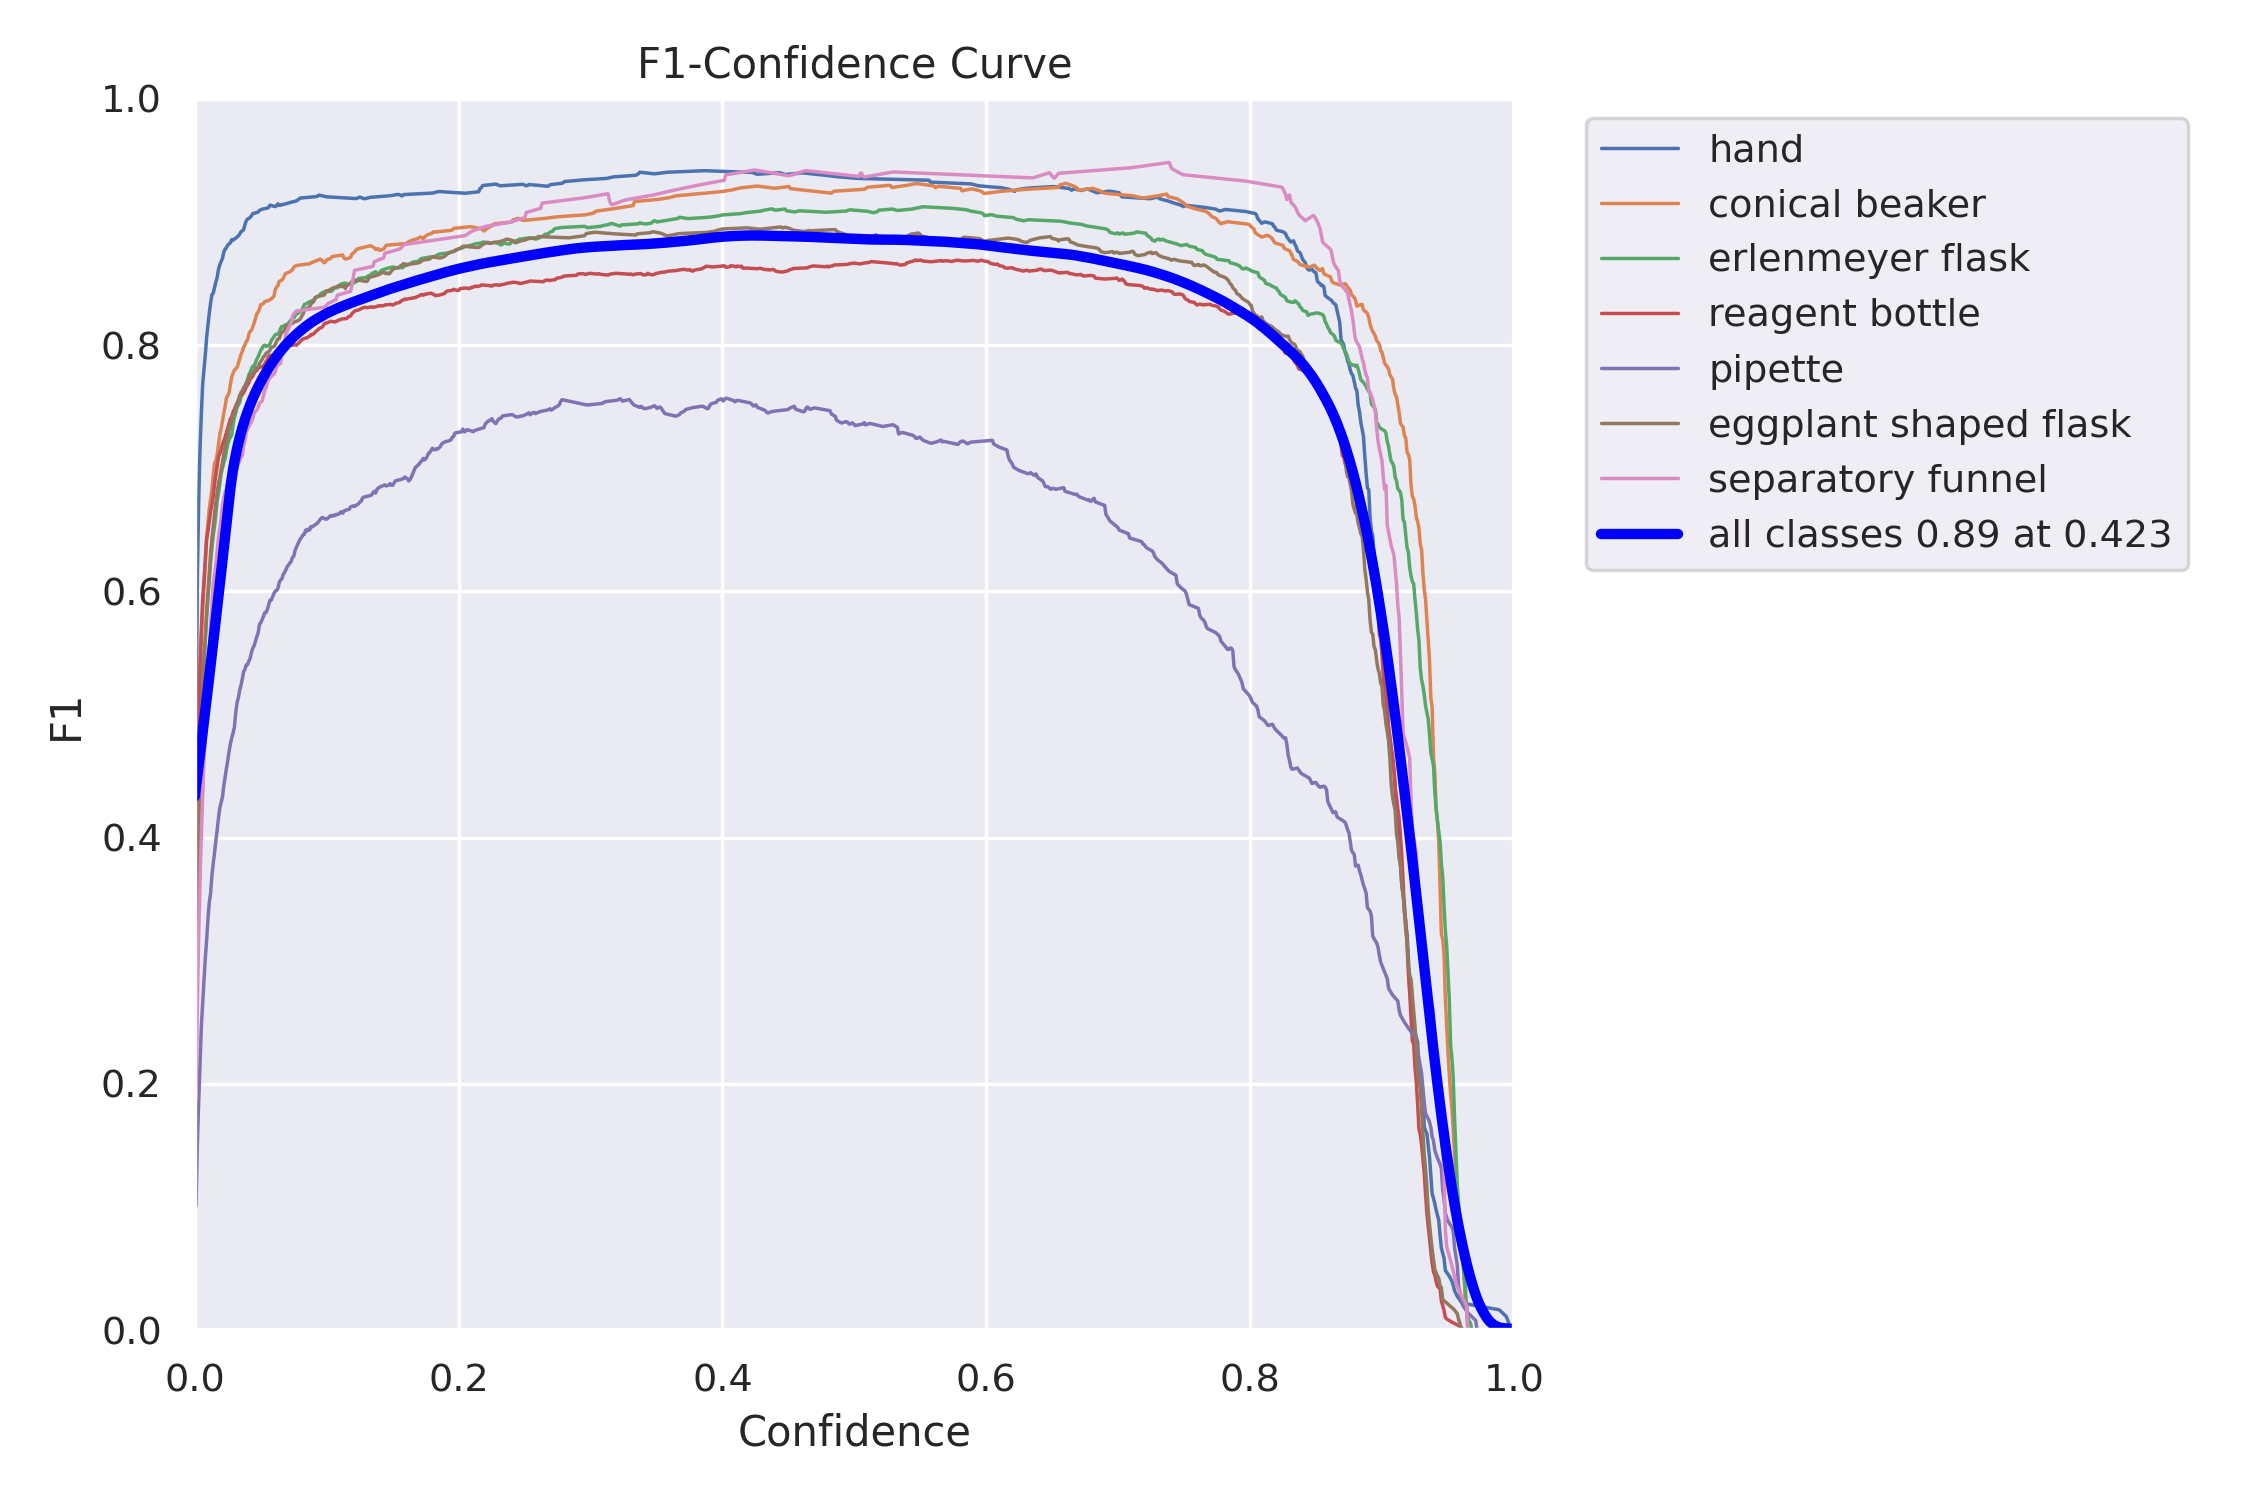 F1-Confidence Curve
1.0
0.8
0.6
0.4
0.2
0.0
F1
0.0 0.2 0.4 0.6 0.8 1.0
Confidence
hand
conical beaker
erlenmeyer flask
reagent bottle
pipette
eggplant shaped flask
separatory funnel
all classes 0.89 at 0.423